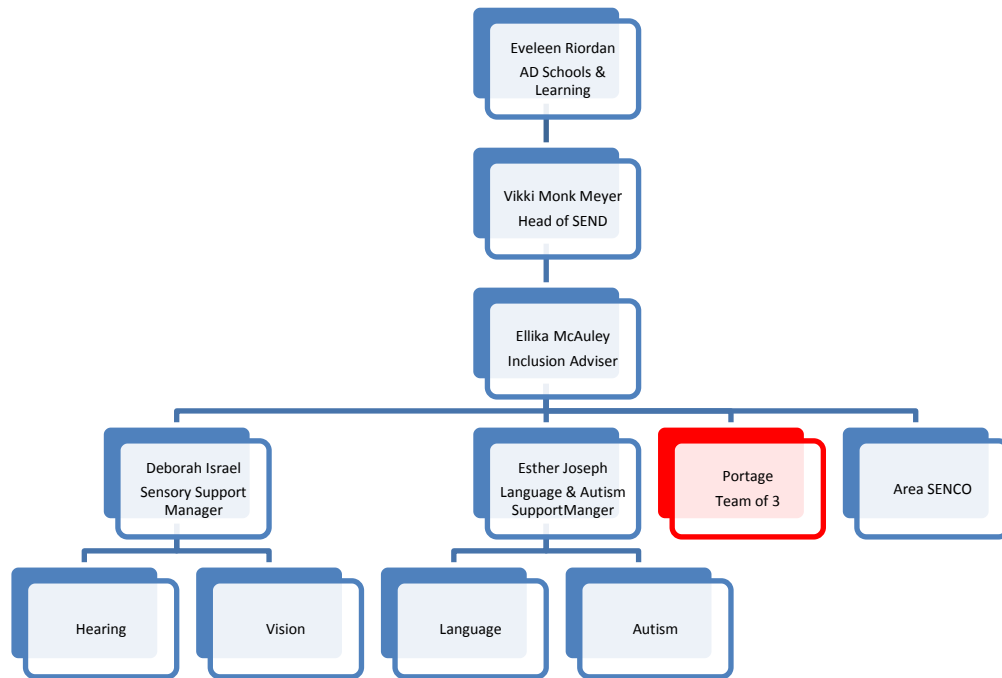 Eveleen Riordan
AD Schools &
Learning
Vikki Monk Meyer
Head of SEND
Ellika McAuley
Inclusion Adviser
Deborah Israel
Sensory Support
Manager
Esther Joseph
Language & Autism
SupportManger
Portage
Team of 3
Area SENCO
Hearing
Vision
Language
Autism